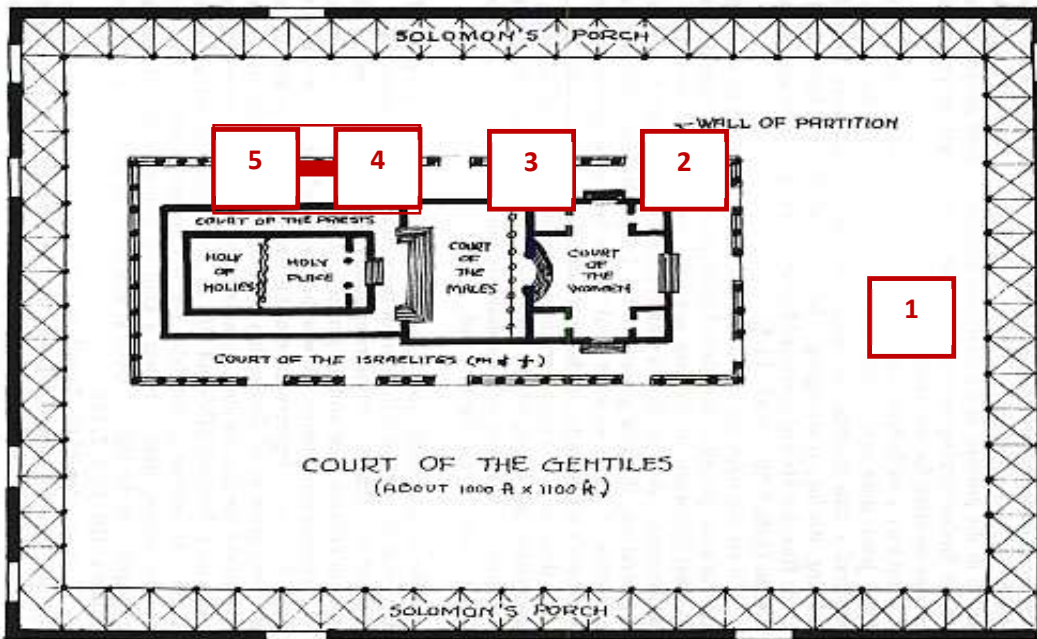 SOLOMON'S PORCH
WALL OF PARTITION
5
4
3
2
COURT OF THE PRIESTS
HOLY
OF
HOLIES
HOLY
PLACE
COURT
OF
THE
MALES
COURT
OF
THE
WOMEN
1
COURT OF THE ISRAELITES (M & F)
COURT OF THE GENTILES
(ABOUT 1000 ft x 1100 ft.)
SOLOMON'S PORCH